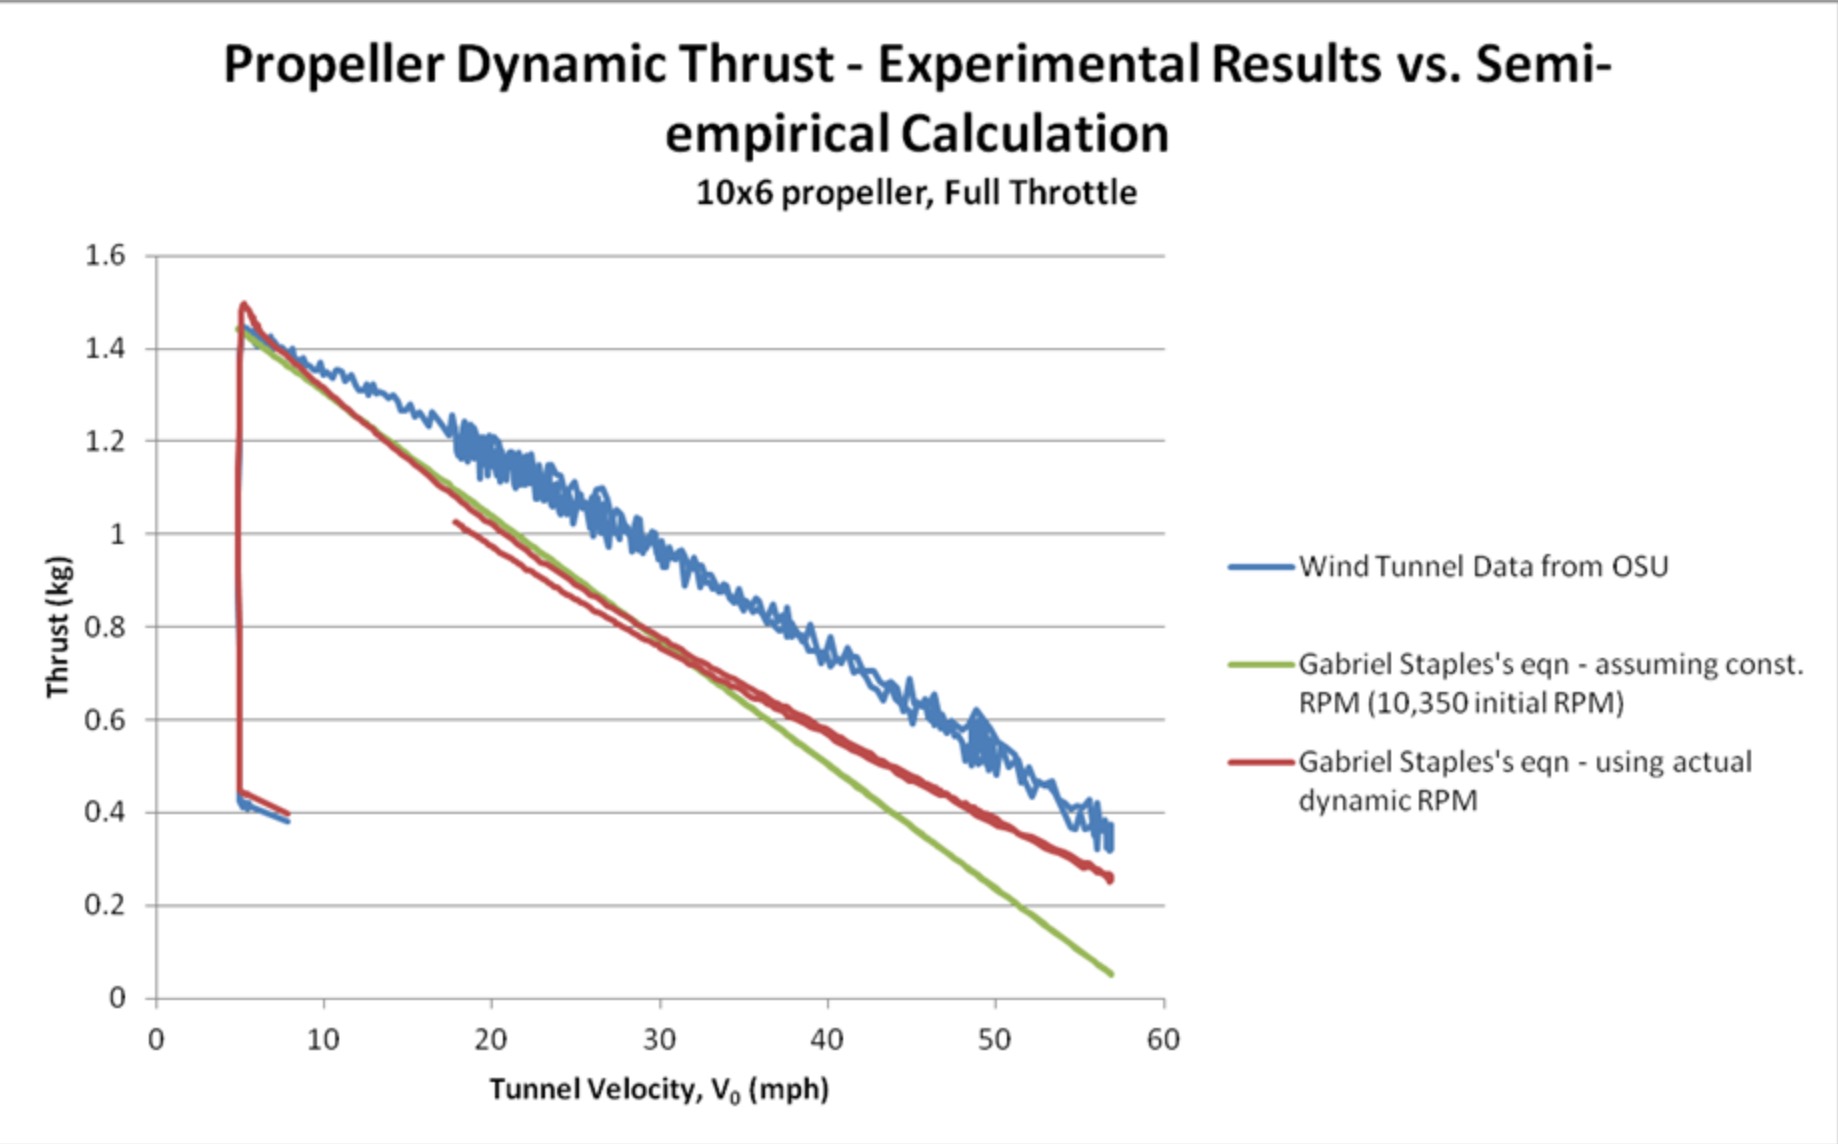 Propeller Dynamic Thrust - Experimental Results vs. Semi-
empirical Calculation
10x6 propeller, Full Throttle
1.6
1.4
1.2
1
0.8
0.6
0.4
0.2
0
Thrust (kg)
0 10 20 30 40 50 60
Tunnel Velocity, V₀ (mph)
Wind Tunnel Data from OSU
Gabriel Staples's eqn - assuming const.
RPM (10,350 initial RPM)
Gabriel Staples's eqn - using actual
dynamic RPM